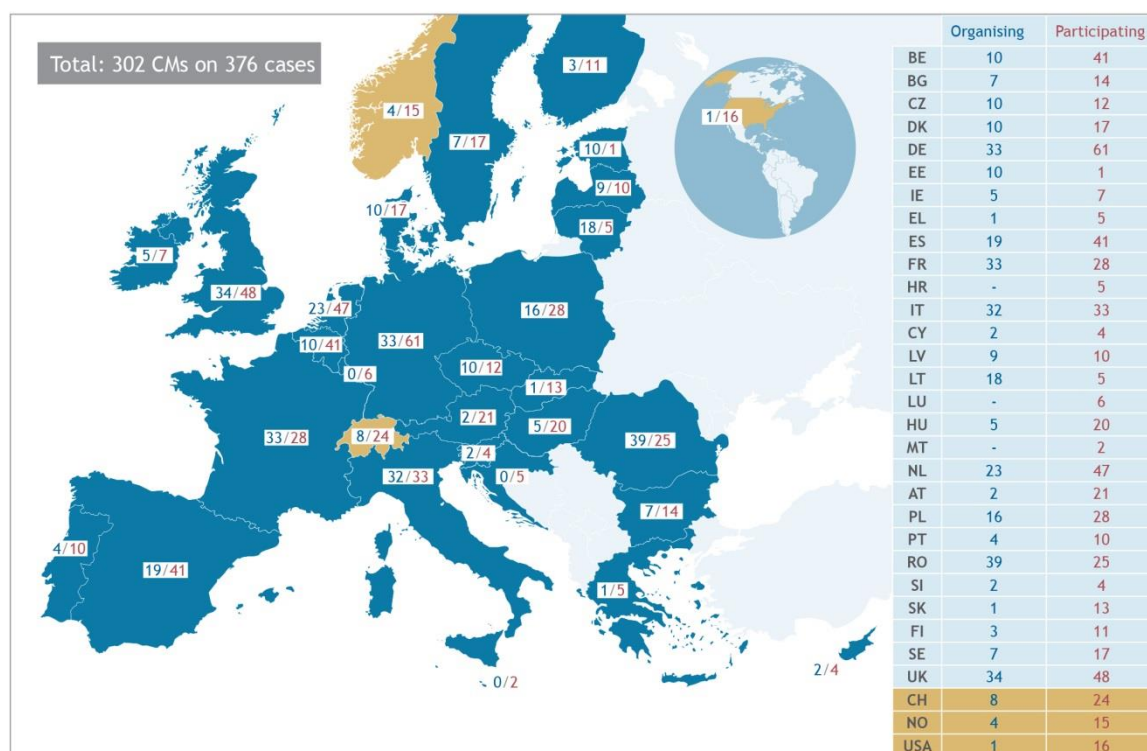 Total: 302 CMs on 376 cases
3/11
4/15
7/17
1/16
10/1
9/10
10/17
18/5
5/7
34/48
23/47
16/28
10/41
33/61
0/6
10/12
1/13
2/21
5/20
33/28
8/24
39/25
2/4
32/33
0/5
7/14
4/10
19/41
1/5
2/4
0/2
Organising Participating
BE 10 41
BG 7 14
CZ 10 12
DK 10 17
DE 33 61
EE 10 1
IE 5 7
EL 1 5
ES 19 41
FR 33 28
HR - 5
IT 32 33
CY 2 4
LV 9 10
LT 18 5
LU - 6
HU 5 20
MT - 2
NL 23 47
AT 2 21
PL 16 28
PT 4 10
RO 39 25
SI 2 4
SK 1 13
FI 3 11
SE 7 17
UK 34 48
CH 8 24
NO 4 15
USA 1 16